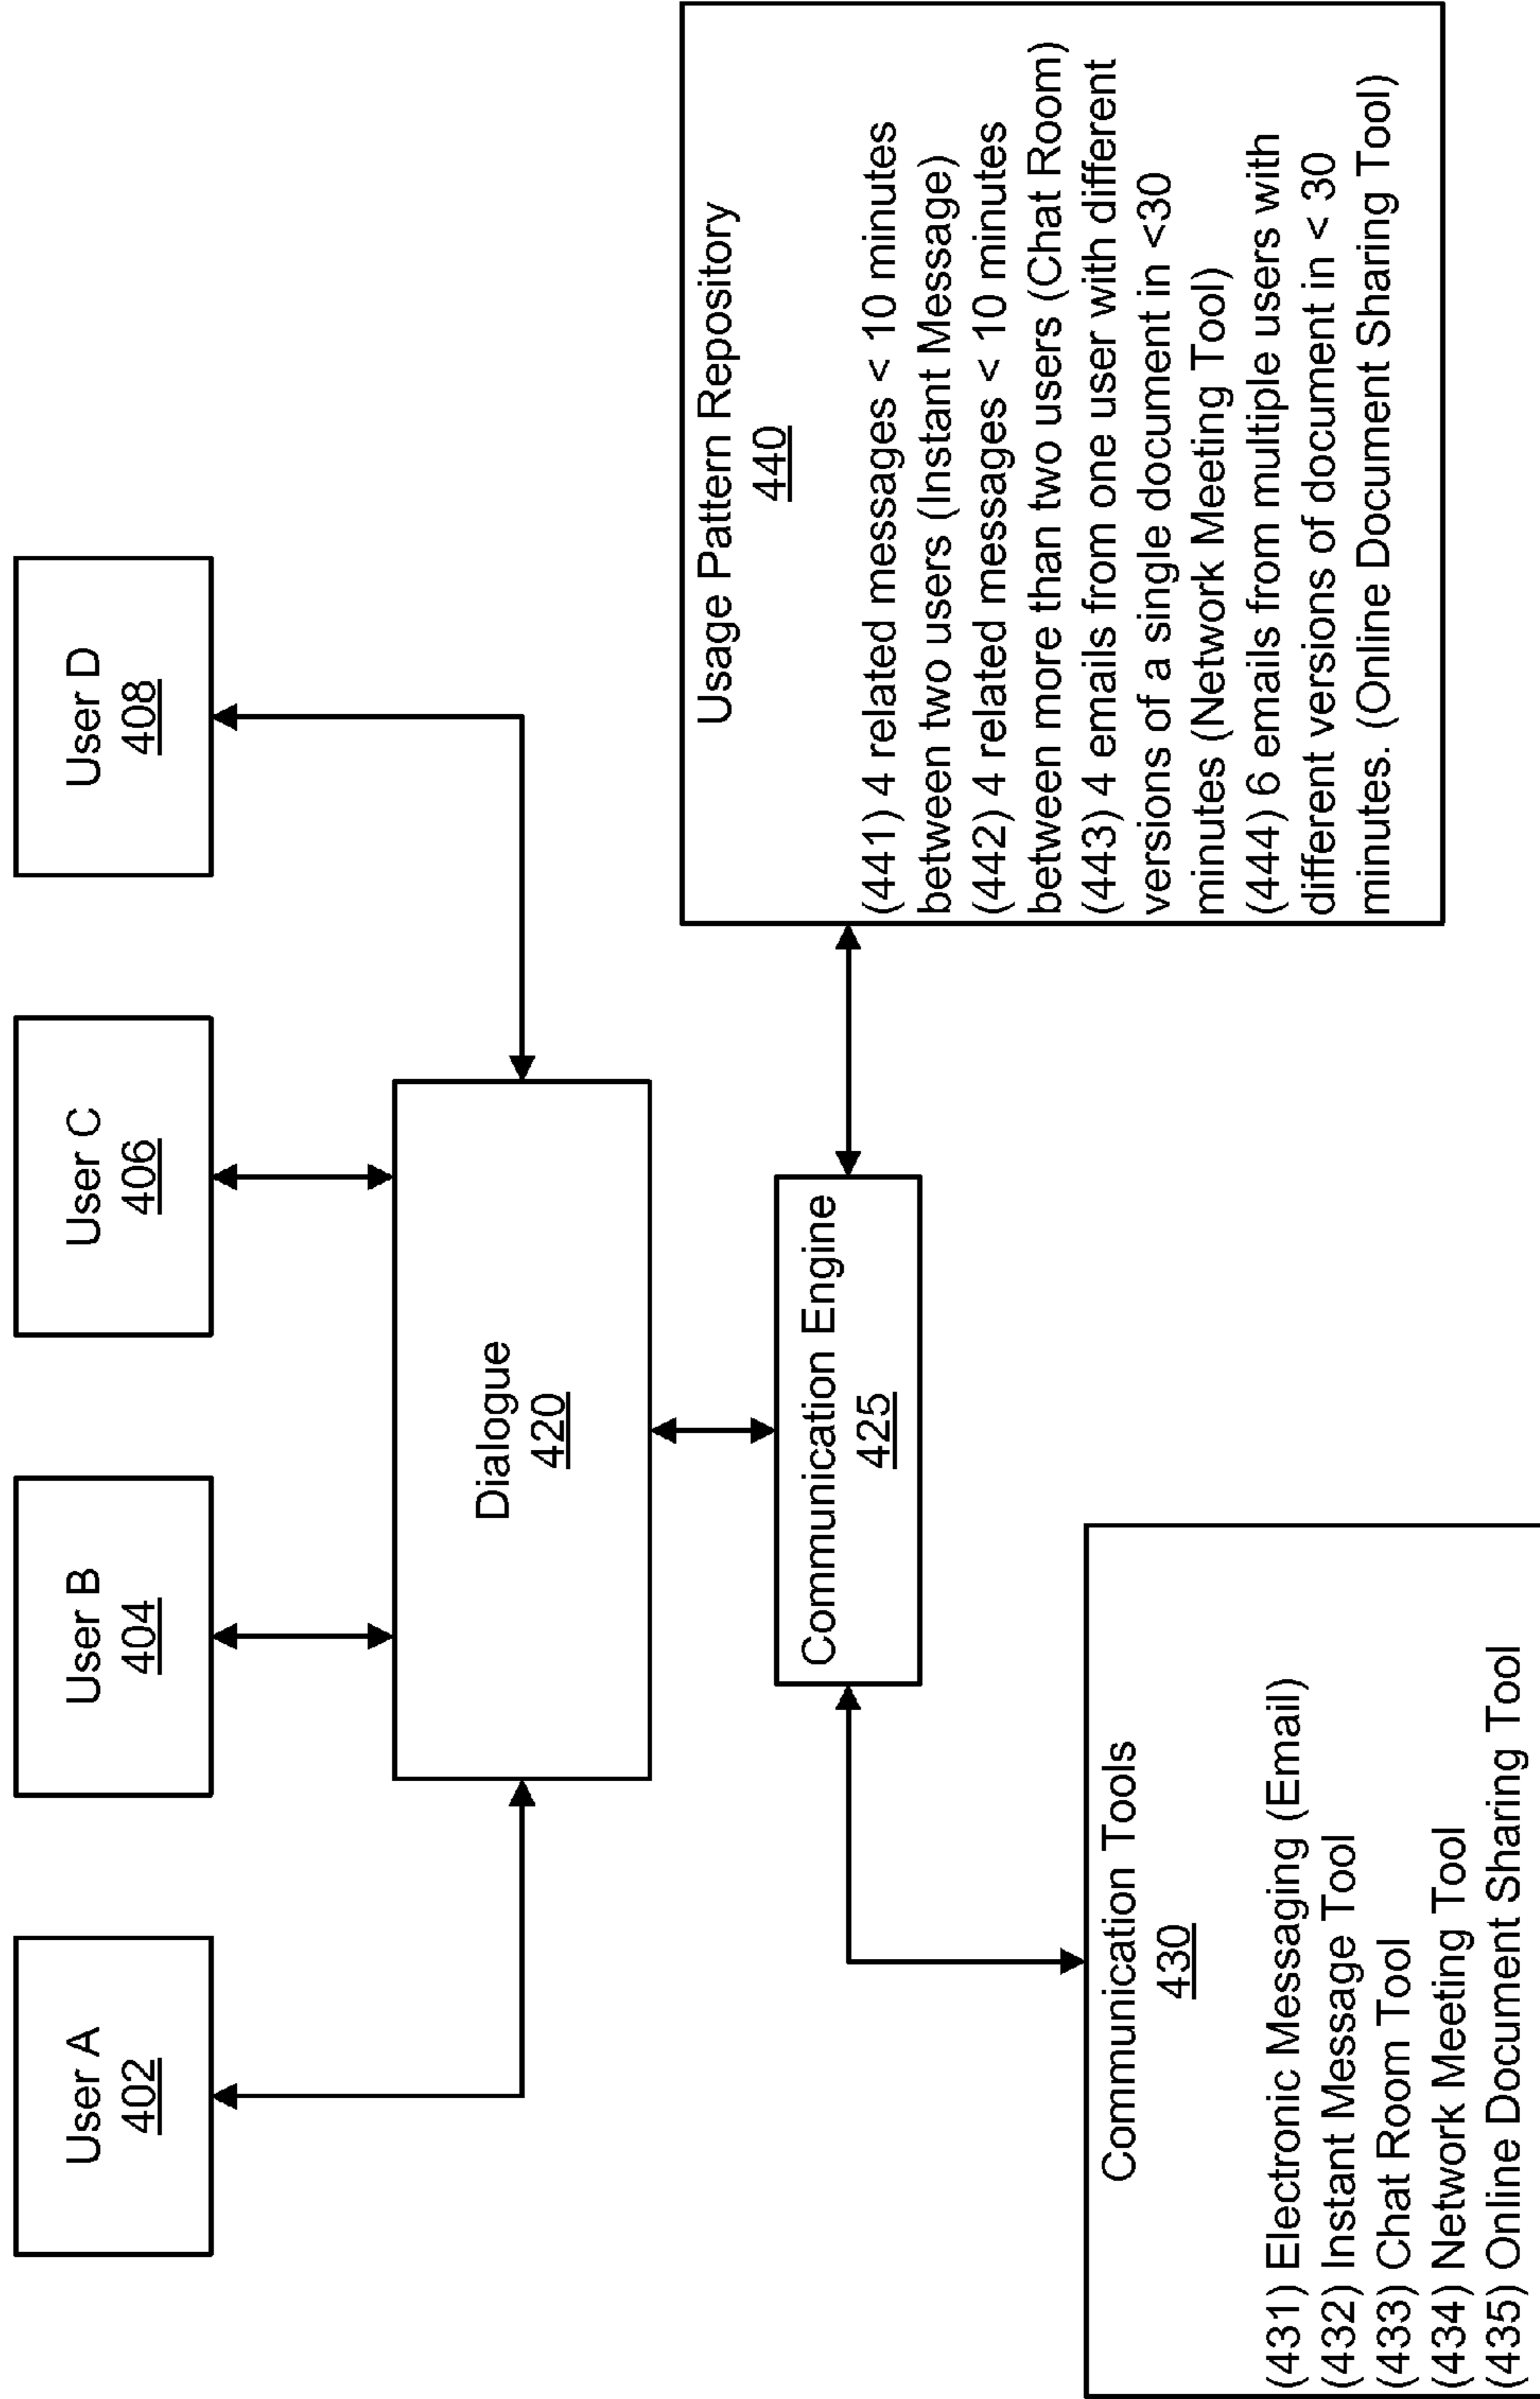 User A
402
User B
404
User C
406
User D
408
Dialogue
420
Communication Engine
425
Communication Tools
430
(431) Electronic Messaging (Email)
(432) Instant Message Tool
(433) Chat Room Tool
(434) Network Meeting Tool
(435) Online Document Sharing Tool
Usage Pattern Repository
440
(441) 4 related messages < 10 minutes
between two users (Instant Message)
(442) 4 related messages < 10 minutes
between more than two users (Chat Room)
(443) 4 emails from one user with different
versions of a single document in <30
minutes (Network Meeting Tool)
(444) 6 emails from multiple users with
different versions of document in < 30
minutes. (Online Document Sharing Tool)